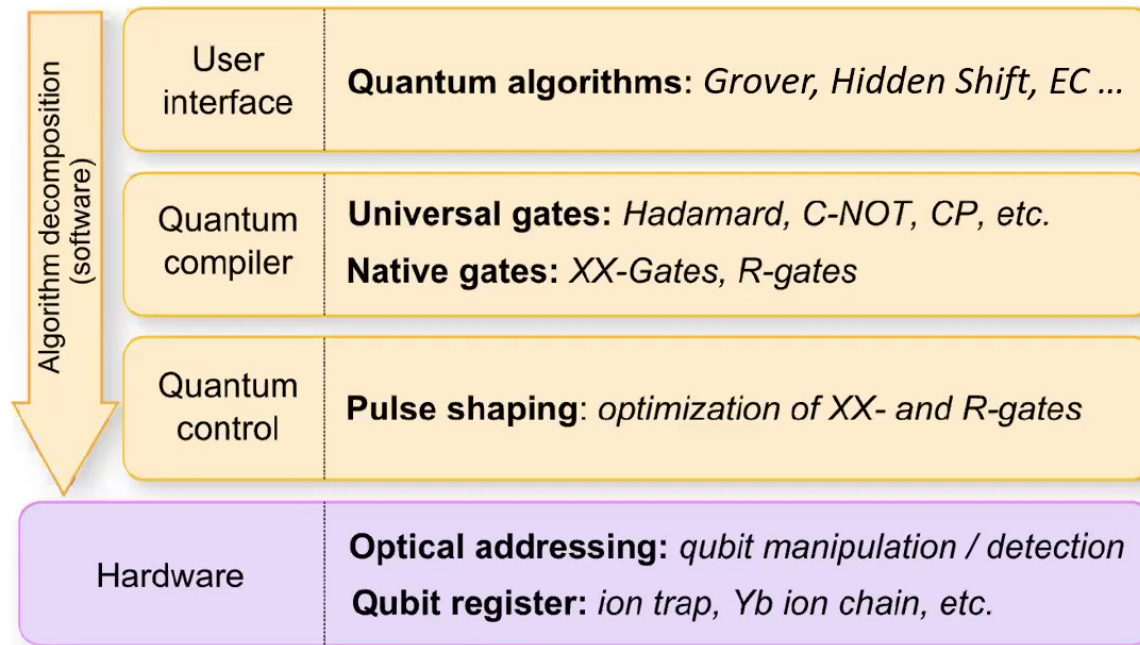 Algorithm decomposition
(software)
User
interface
Quantum algorithms: Grover, Hidden Shift, EC ...
Quantum
compiler
Universal gates: Hadamard, C-NOT, CP, etc.
Native gates: XX-Gates, R-gates
Quantum
control
Pulse shaping: optimization of XX- and R-gates
Hardware
Optical addressing: qubit manipulation / detection
Qubit register: ion trap, Yb ion chain, etc.